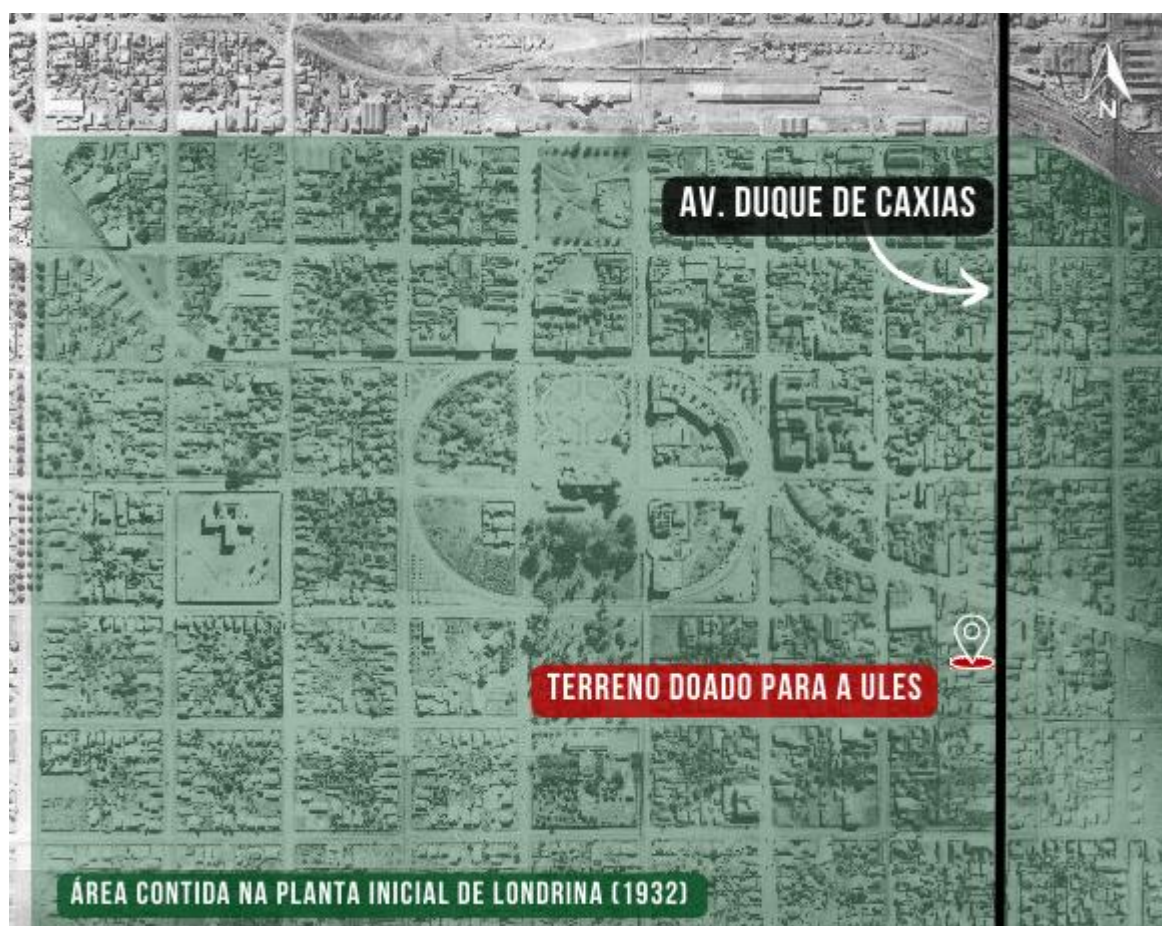 N
AV. DUQUE DE CAXIAS
TERRENO DOADO PARA A ULES
ÁREA CONTIDA NA PLANTA INICIAL DE LONDRINA (1932)